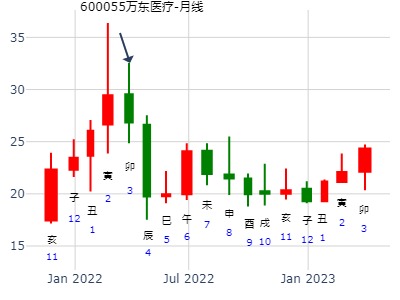 600055万东医疗-月线
35
30
25
20
15
亥
11
子
12
丑
1
寅
2
卯
3
辰
4
巳
5
午
6
未
7
申
8
酉
9
戌
10
亥
11
子
12
丑
1
寅
2
卯
3
Jan 2022
Jul 2022
Jan 2023